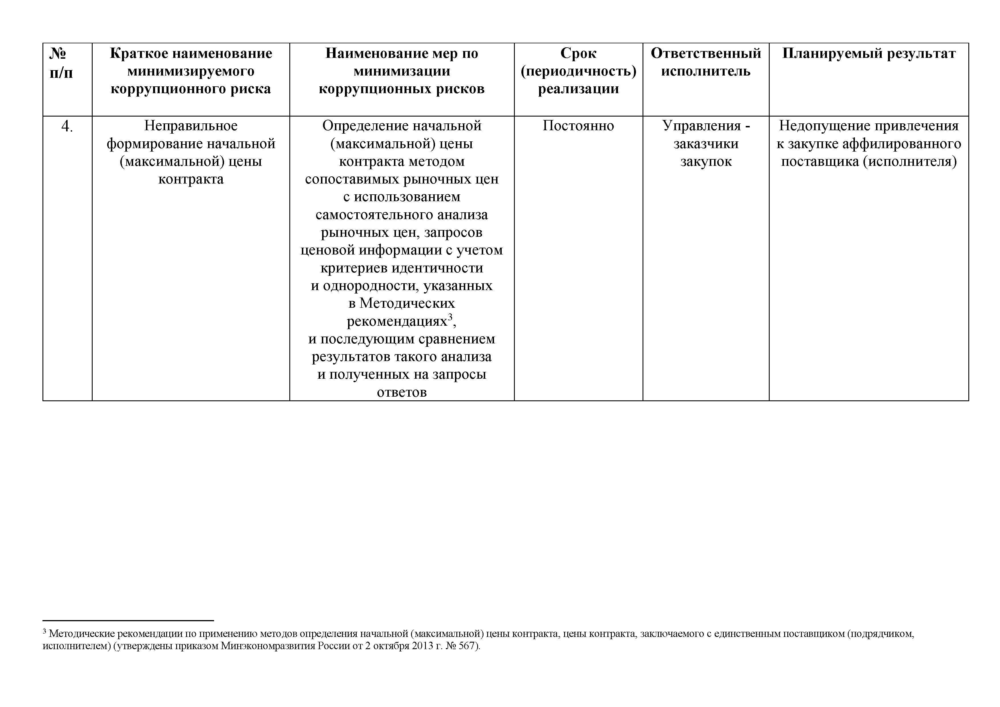 №
п/п
Краткое наименование
минимизируемого
коррупционного риска
Наименование мер по
минимизации
коррупционных рисков
Срок
(периодичность)
реализации
Ответственный
исполнитель
Планируемый результат
4.
Неправильное
формирование начальной
(максимальной) цены
контракта
Определение начальной
(максимальной) цены
контракта методом
сопоставимых рыночных цен
с использованием
самостоятельного анализа
рыночных цен, запросов
ценовой информации с учетом
критериев идентичности
и однородности, указанных
в Методических
рекомендациях³,
и последующим сравнением
результатов такого анализа
и полученных на запросы
ответов
Постоянно
Управления -
заказчики
закупок
Недопущение привлечения
к закупке аффилированного
поставщика (исполнителя)
³ Методические рекомендации по применению методов определения начальной (максимальной) цены контракта, цены контракта, заключаемого с единственным поставщиком (подрядчиком,
исполнителем) (утверждены приказом Минэкономразвития России от 2 октября 2013 г. № 567).